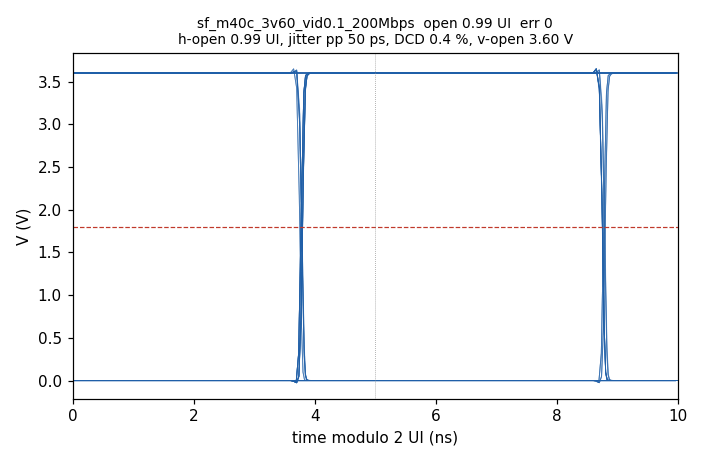 sf_m40c_3v60_vid0.1_200Mbps  open 0.99 UI  err 0
h-open 0.99 UI, jitter pp 50 ps, DCD 0.4 %, v-open 3.60 V
V (V)
3.5
3.0
2.5
2.0
1.5
1.0
0.5
0.0
0 2 4 6 8 10
time modulo 2 UI (ns)